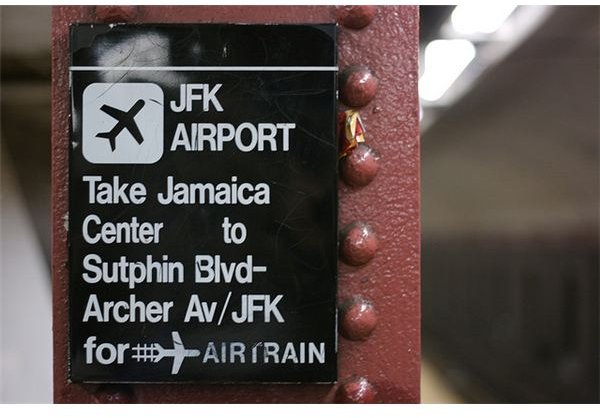 JFK
AIRPORT
Take Jamaica
Center to
Sutphin Blvd-
Archer Av/JFK
for AIRTRAIN